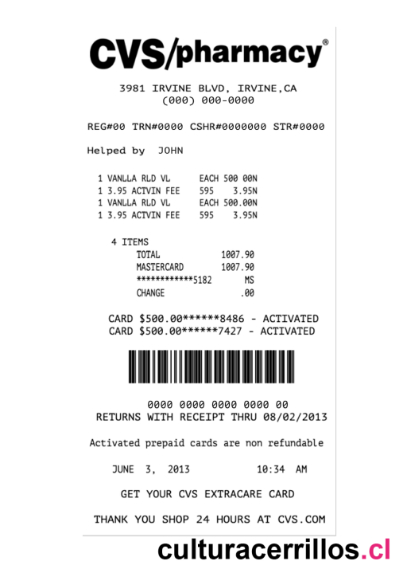 CVS/pharmacy®
3981 IRVINE BLVD, IRVINE,CA
(000) 000-0000
REG#00 TRN#0000 CSHR#0000000 STR#0000
Helped by JOHN
1 VANLLA RLD VL EACH 500 00N
1 3.95 ACTVIN FEE 595 3.95N
1 VANLLA RLD VL EACH 500.00N
1 3.95 ACTVIN FEE 595 3.95N
4 ITEMS
TOTAL 1007.90
MASTERCARD 1007.90
************5182 MS
CHANGE .00
CARD $500.00******8486 - ACTIVATED
CARD $500.00******7427 - ACTIVATED
0000 0000 0000 0000 00
RETURNS WITH RECEIPT THRU 08/02/2013
Activated prepaid cards are non refundable
JUNE 3, 2013 10:34 AM
GET YOUR CVS EXTRACARE CARD
THANK YOU SHOP 24 HOURS AT CVS.COM
culturacerrillos.cl